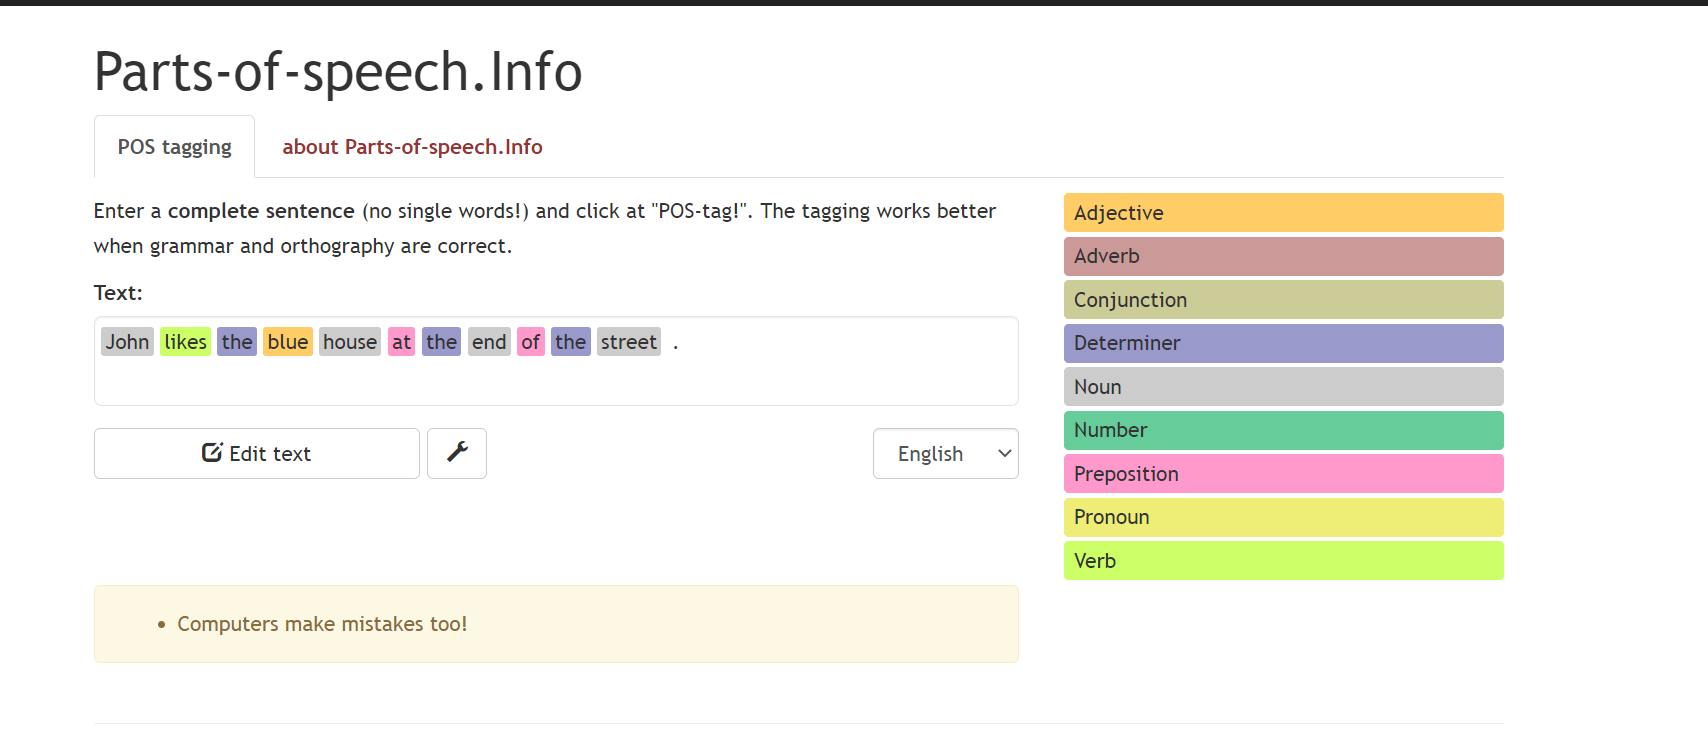 Parts-of-speech.Info
POS tagging
about Parts-of-speech.Info
Enter a complete sentence (no single words!) and click at "POS-tag!". The tagging works better
when grammar and orthography are correct.
Text:
John likes the blue house at the end of the street .
Edit text
English
Computers make mistakes too!
Adjective
Adverb
Conjunction
Determiner
Noun
Number
Preposition
Pronoun
Verb